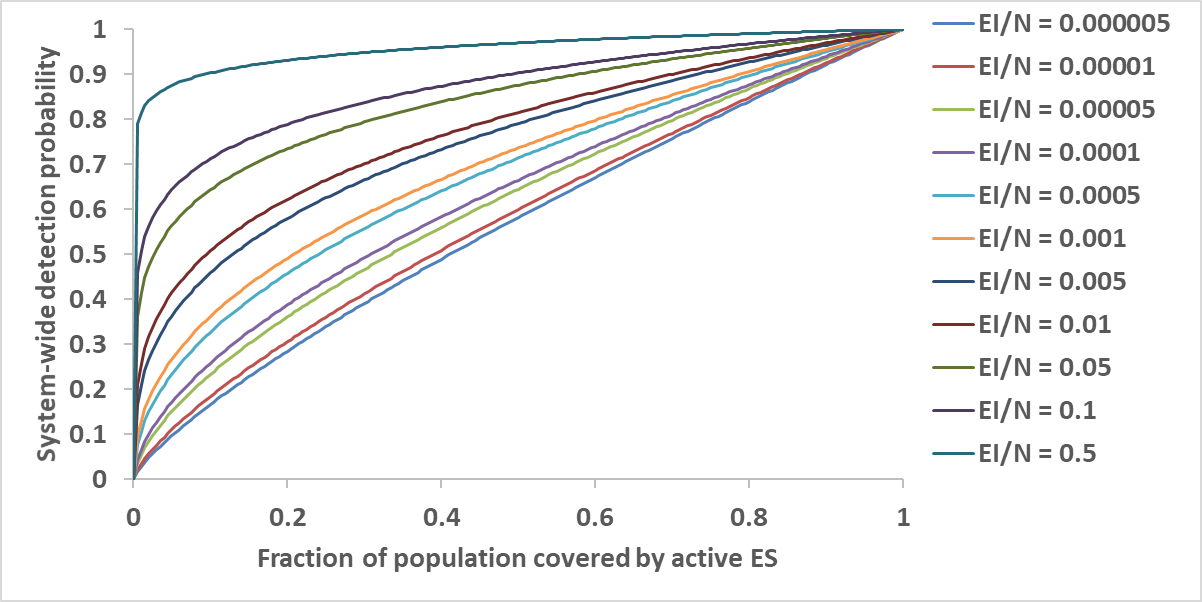 System-wide detection probability
1
0.9
0.8
0.7
0.6
0.5
0.4
0.3
0.2
0.1
0
0 0.2 0.4 0.6 0.8 1
Fraction of population covered by active ES
EI/N = 0.000005
EI/N = 0.00001
EI/N = 0.00005
EI/N = 0.0001
EI/N = 0.0005
EI/N = 0.001
EI/N = 0.005
EI/N = 0.01
EI/N = 0.05
EI/N = 0.1
EI/N = 0.5